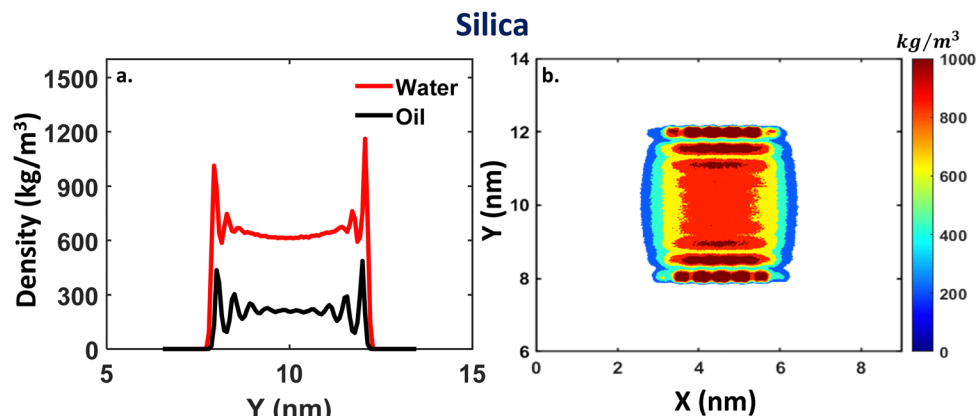 Silica
a.
Water
Oil
Density (kg/m³)
1500
1200
900
600
300
0
5
10
15
Y (nm)
b.
kg/m³
Y (nm)
14
12
10
8
6
0
2
4
6
8
X (nm)
1000
800
600
400
200
0